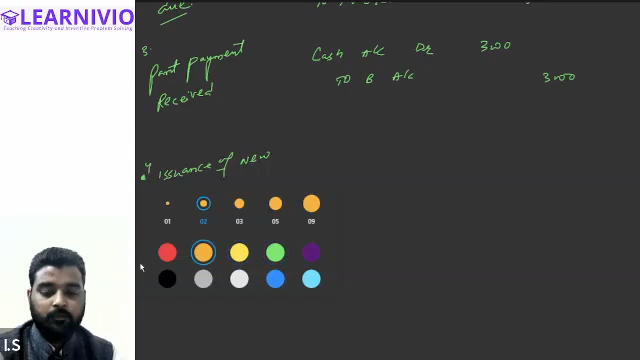 LEARNIVIO
Teaching Creativity and Inventive Problem Solving
3.
Part payment
Received
Cash A/c Dr 3000
To B A/c 3000
4
Issuance of New
01 02 03 05 09
I.S